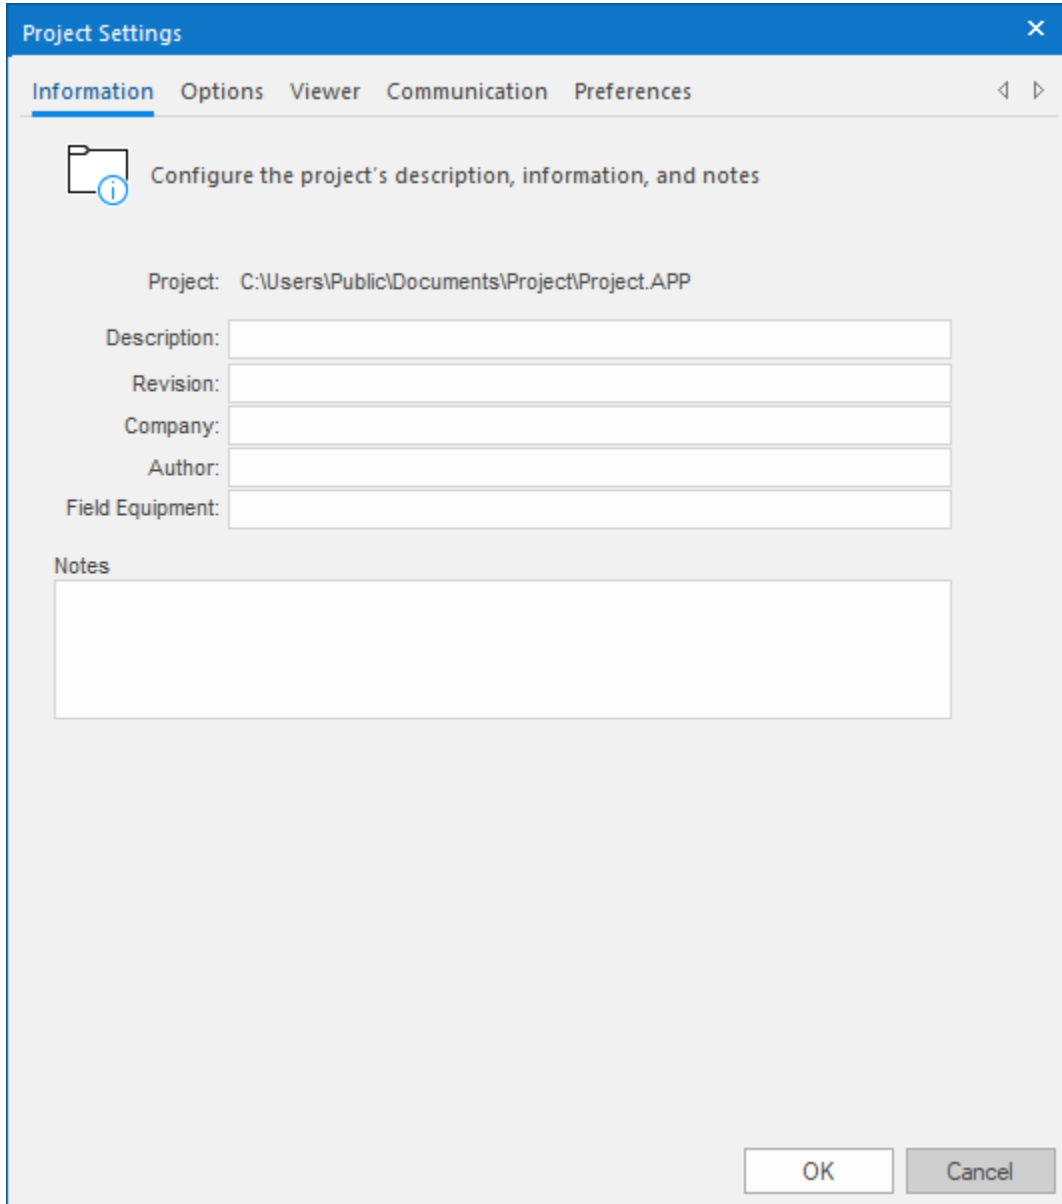 Project Settings
Information Options Viewer Communication Preferences
Configure the project's description, information, and notes
Project: C:\Users\Public\Documents\Project\Project.APP
Description:
Revision:
Company:
Author:
Field Equipment:
Notes
OK Cancel